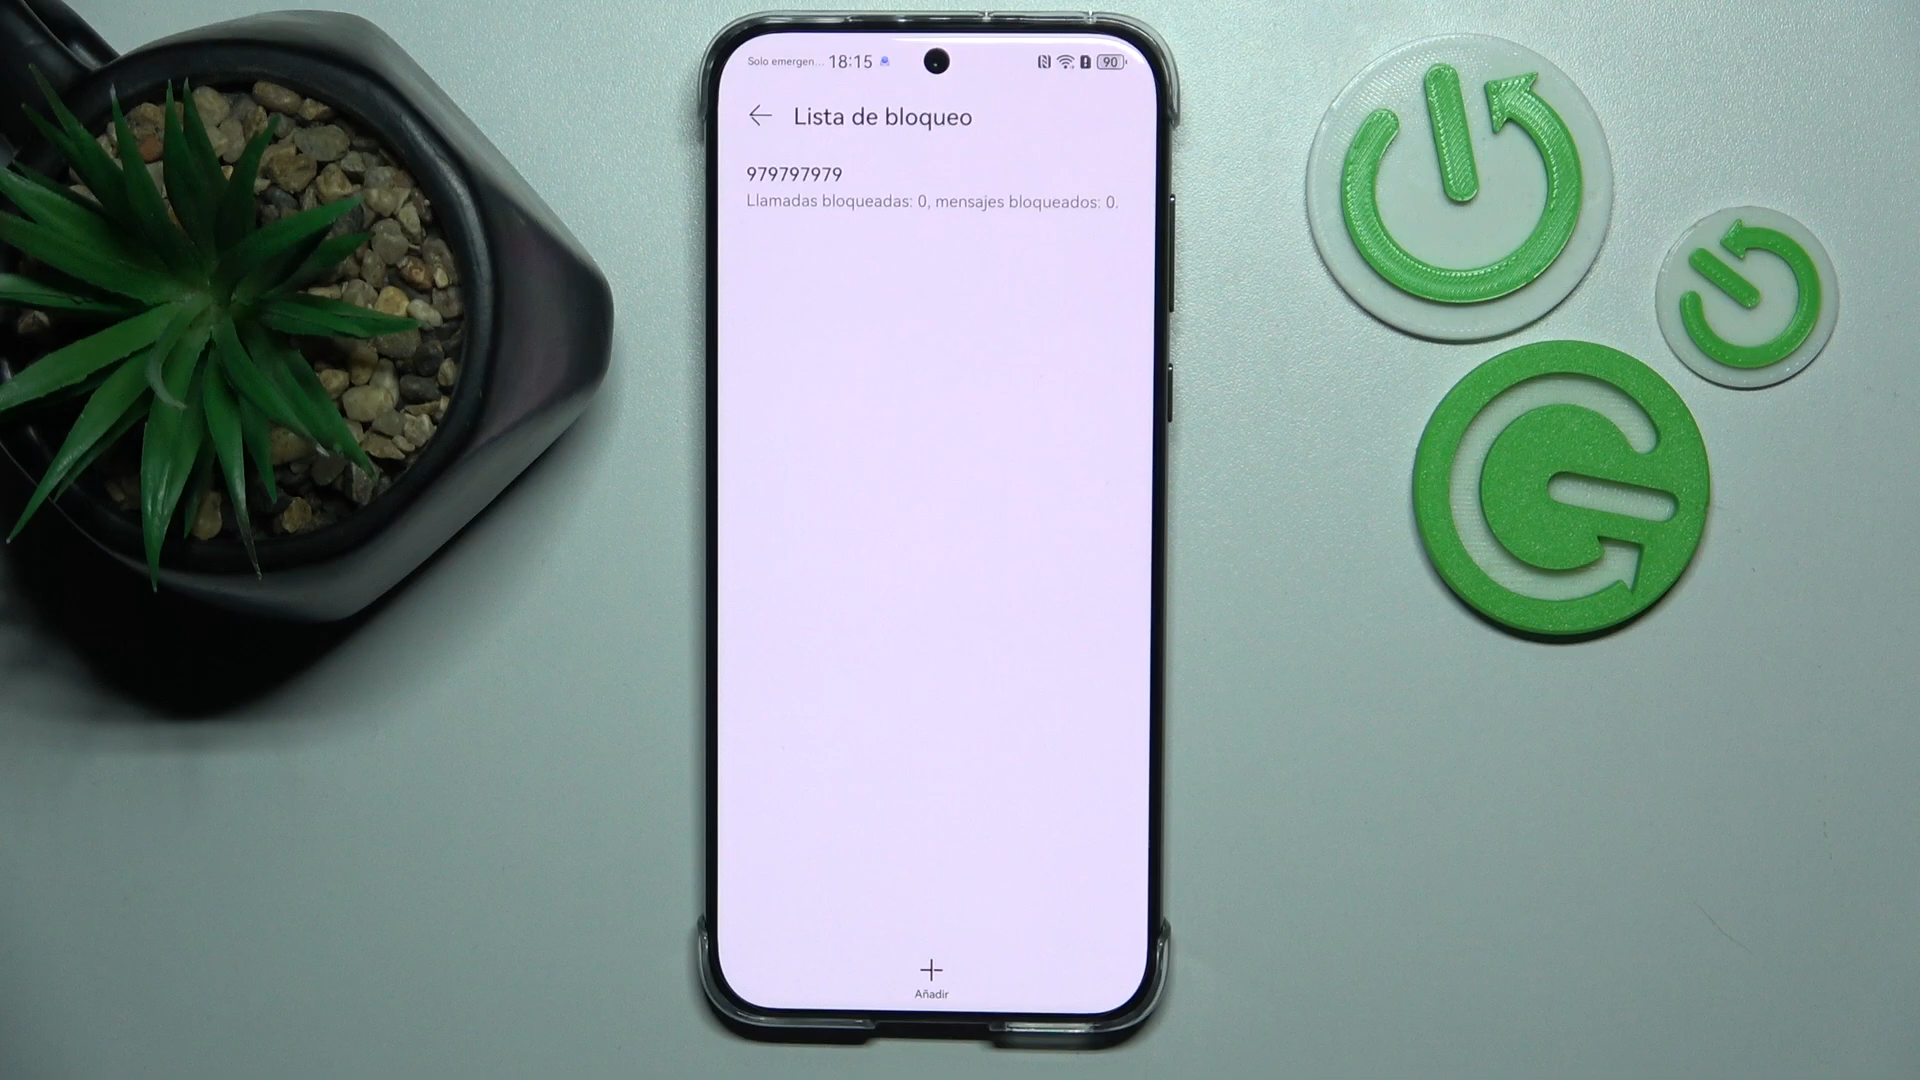 Solo emergen... 18:15 90
Lista de bloqueo
979797979
Llamadas bloqueadas: 0, mensajes bloqueados: 0.
Añadir